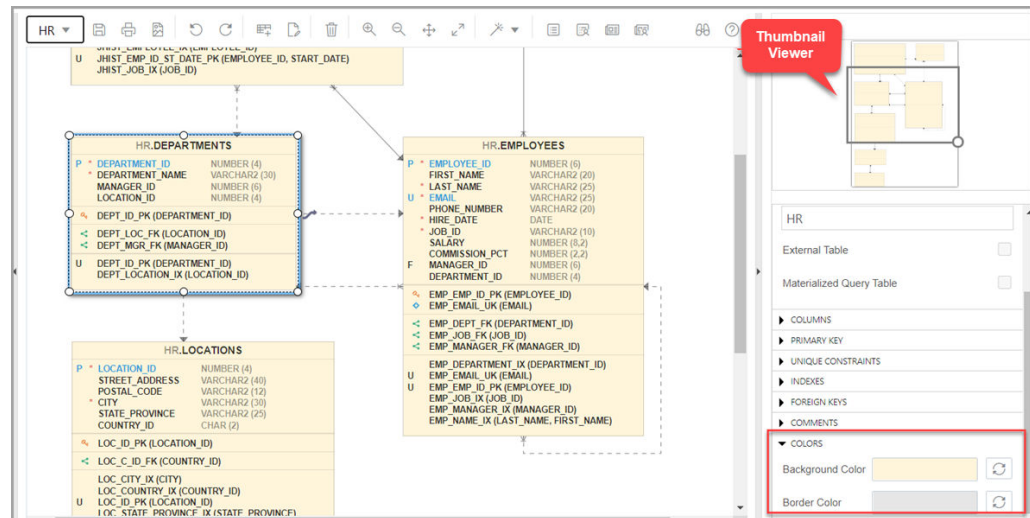 HR
Thumbnail
Viewer
U JHIST_EMP_ID_ST_DATE_PK (EMPLOYEE_ID, START_DATE)
JHIST_JOB_IX (JOB_ID)
HR.DEPARTMENTS
P * DEPARTMENT_ID NUMBER (4)
* DEPARTMENT_NAME VARCHAR2 (30)
MANAGER_ID NUMBER (6)
LOCATION_ID NUMBER (4)
DEPT_ID_PK (DEPARTMENT_ID)
DEPT_LOC_FK (LOCATION_ID)
DEPT_MGR_FK (MANAGER_ID)
U DEPT_ID_PK (DEPARTMENT_ID)
DEPT_LOCATION_IX (LOCATION_ID)
HR.EMPLOYEES
P * EMPLOYEE_ID NUMBER (6)
FIRST_NAME VARCHAR2 (20)
* LAST_NAME VARCHAR2 (25)
U * EMAIL VARCHAR2 (25)
PHONE_NUMBER VARCHAR2 (20)
* HIRE_DATE DATE
* JOB_ID VARCHAR2 (10)
SALARY NUMBER (8,2)
COMMISSION_PCT NUMBER (2,2)
F MANAGER_ID NUMBER (6)
DEPARTMENT_ID NUMBER (4)
EMP_EMP_ID_PK (EMPLOYEE_ID)
EMP_EMAIL_UK (EMAIL)
EMP_DEPT_FK (DEPARTMENT_ID)
EMP_JOB_FK (JOB_ID)
EMP_MANAGER_FK (MANAGER_ID)
EMP_DEPARTMENT_IX (DEPARTMENT_ID)
U EMP_EMAIL_UK (EMAIL)
U EMP_EMP_ID_PK (EMPLOYEE_ID)
EMP_JOB_IX (JOB_ID)
EMP_MANAGER_IX (MANAGER_ID)
EMP_NAME_IX (LAST_NAME, FIRST_NAME)
HR.LOCATIONS
P * LOCATION_ID NUMBER (4)
STREET_ADDRESS VARCHAR2 (40)
POSTAL_CODE VARCHAR2 (12)
* CITY VARCHAR2 (30)
STATE_PROVINCE VARCHAR2 (25)
COUNTRY_ID CHAR (2)
LOC_ID_PK (LOCATION_ID)
LOC_C_ID_FK (COUNTRY_ID)
LOC_CITY_IX (CITY)
LOC_COUNTRY_IX (COUNTRY_ID)
U LOC_ID_PK (LOCATION_ID)
LOC_STATE_PROVINCE_IX (STATE_PROVINCE)
HR
External Table
Materialized Query Table
COLUMNS
PRIMARY KEY
UNIQUE CONSTRAINTS
INDEXES
FOREIGN KEYS
COMMENTS
COLORS
Background Color
Border Color